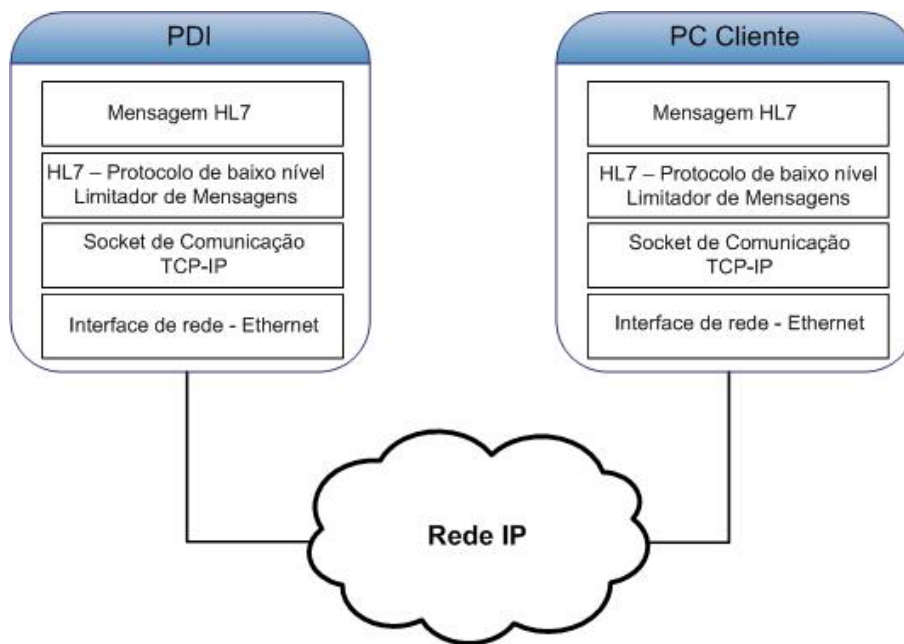 PDI
Mensagem HL7
HL7 – Protocolo de baixo nível
Limitador de Mensagens
Socket de Comunicação
TCP-IP
Interface de rede - Ethernet
PC Cliente
Mensagem HL7
HL7 – Protocolo de baixo nível
Limitador de Mensagens
Socket de Comunicação
TCP-IP
Interface de rede - Ethernet
Rede IP